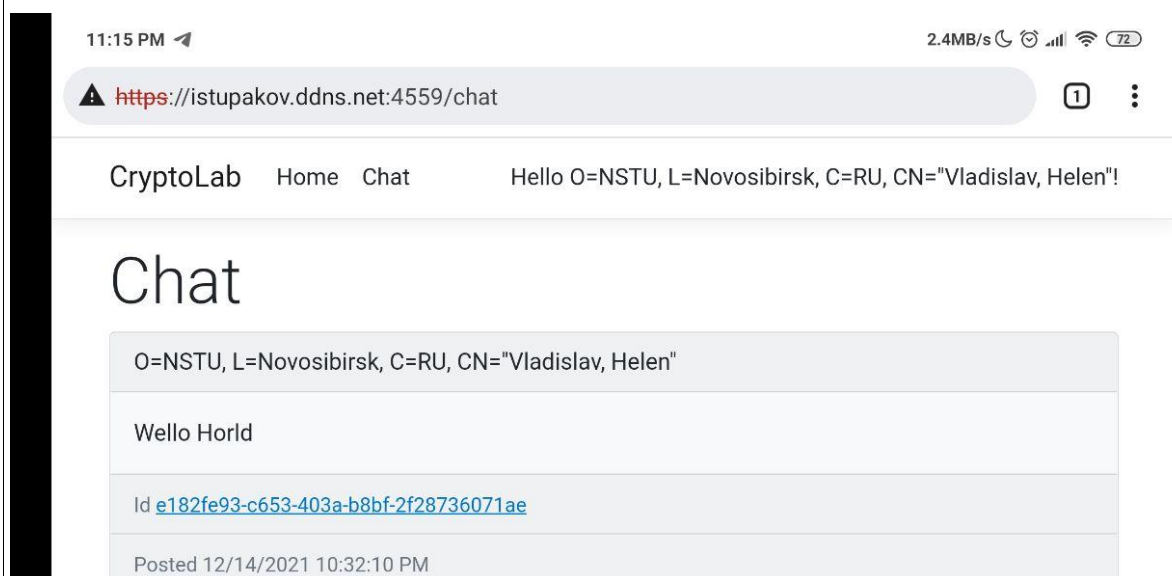 11:15 PM 2.4MB/s 72
https://istupakov.ddns.net:4559/chat 1
CryptoLab Home Chat Hello O=NSTU, L=Novosibirsk, C=RU, CN="Vladislav, Helen"!
Chat
O=NSTU, L=Novosibirsk, C=RU, CN="Vladislav, Helen"
Wello Horld
Id e182fe93-c653-403a-b8bf-2f28736071ae
Posted 12/14/2021 10:32:10 PM